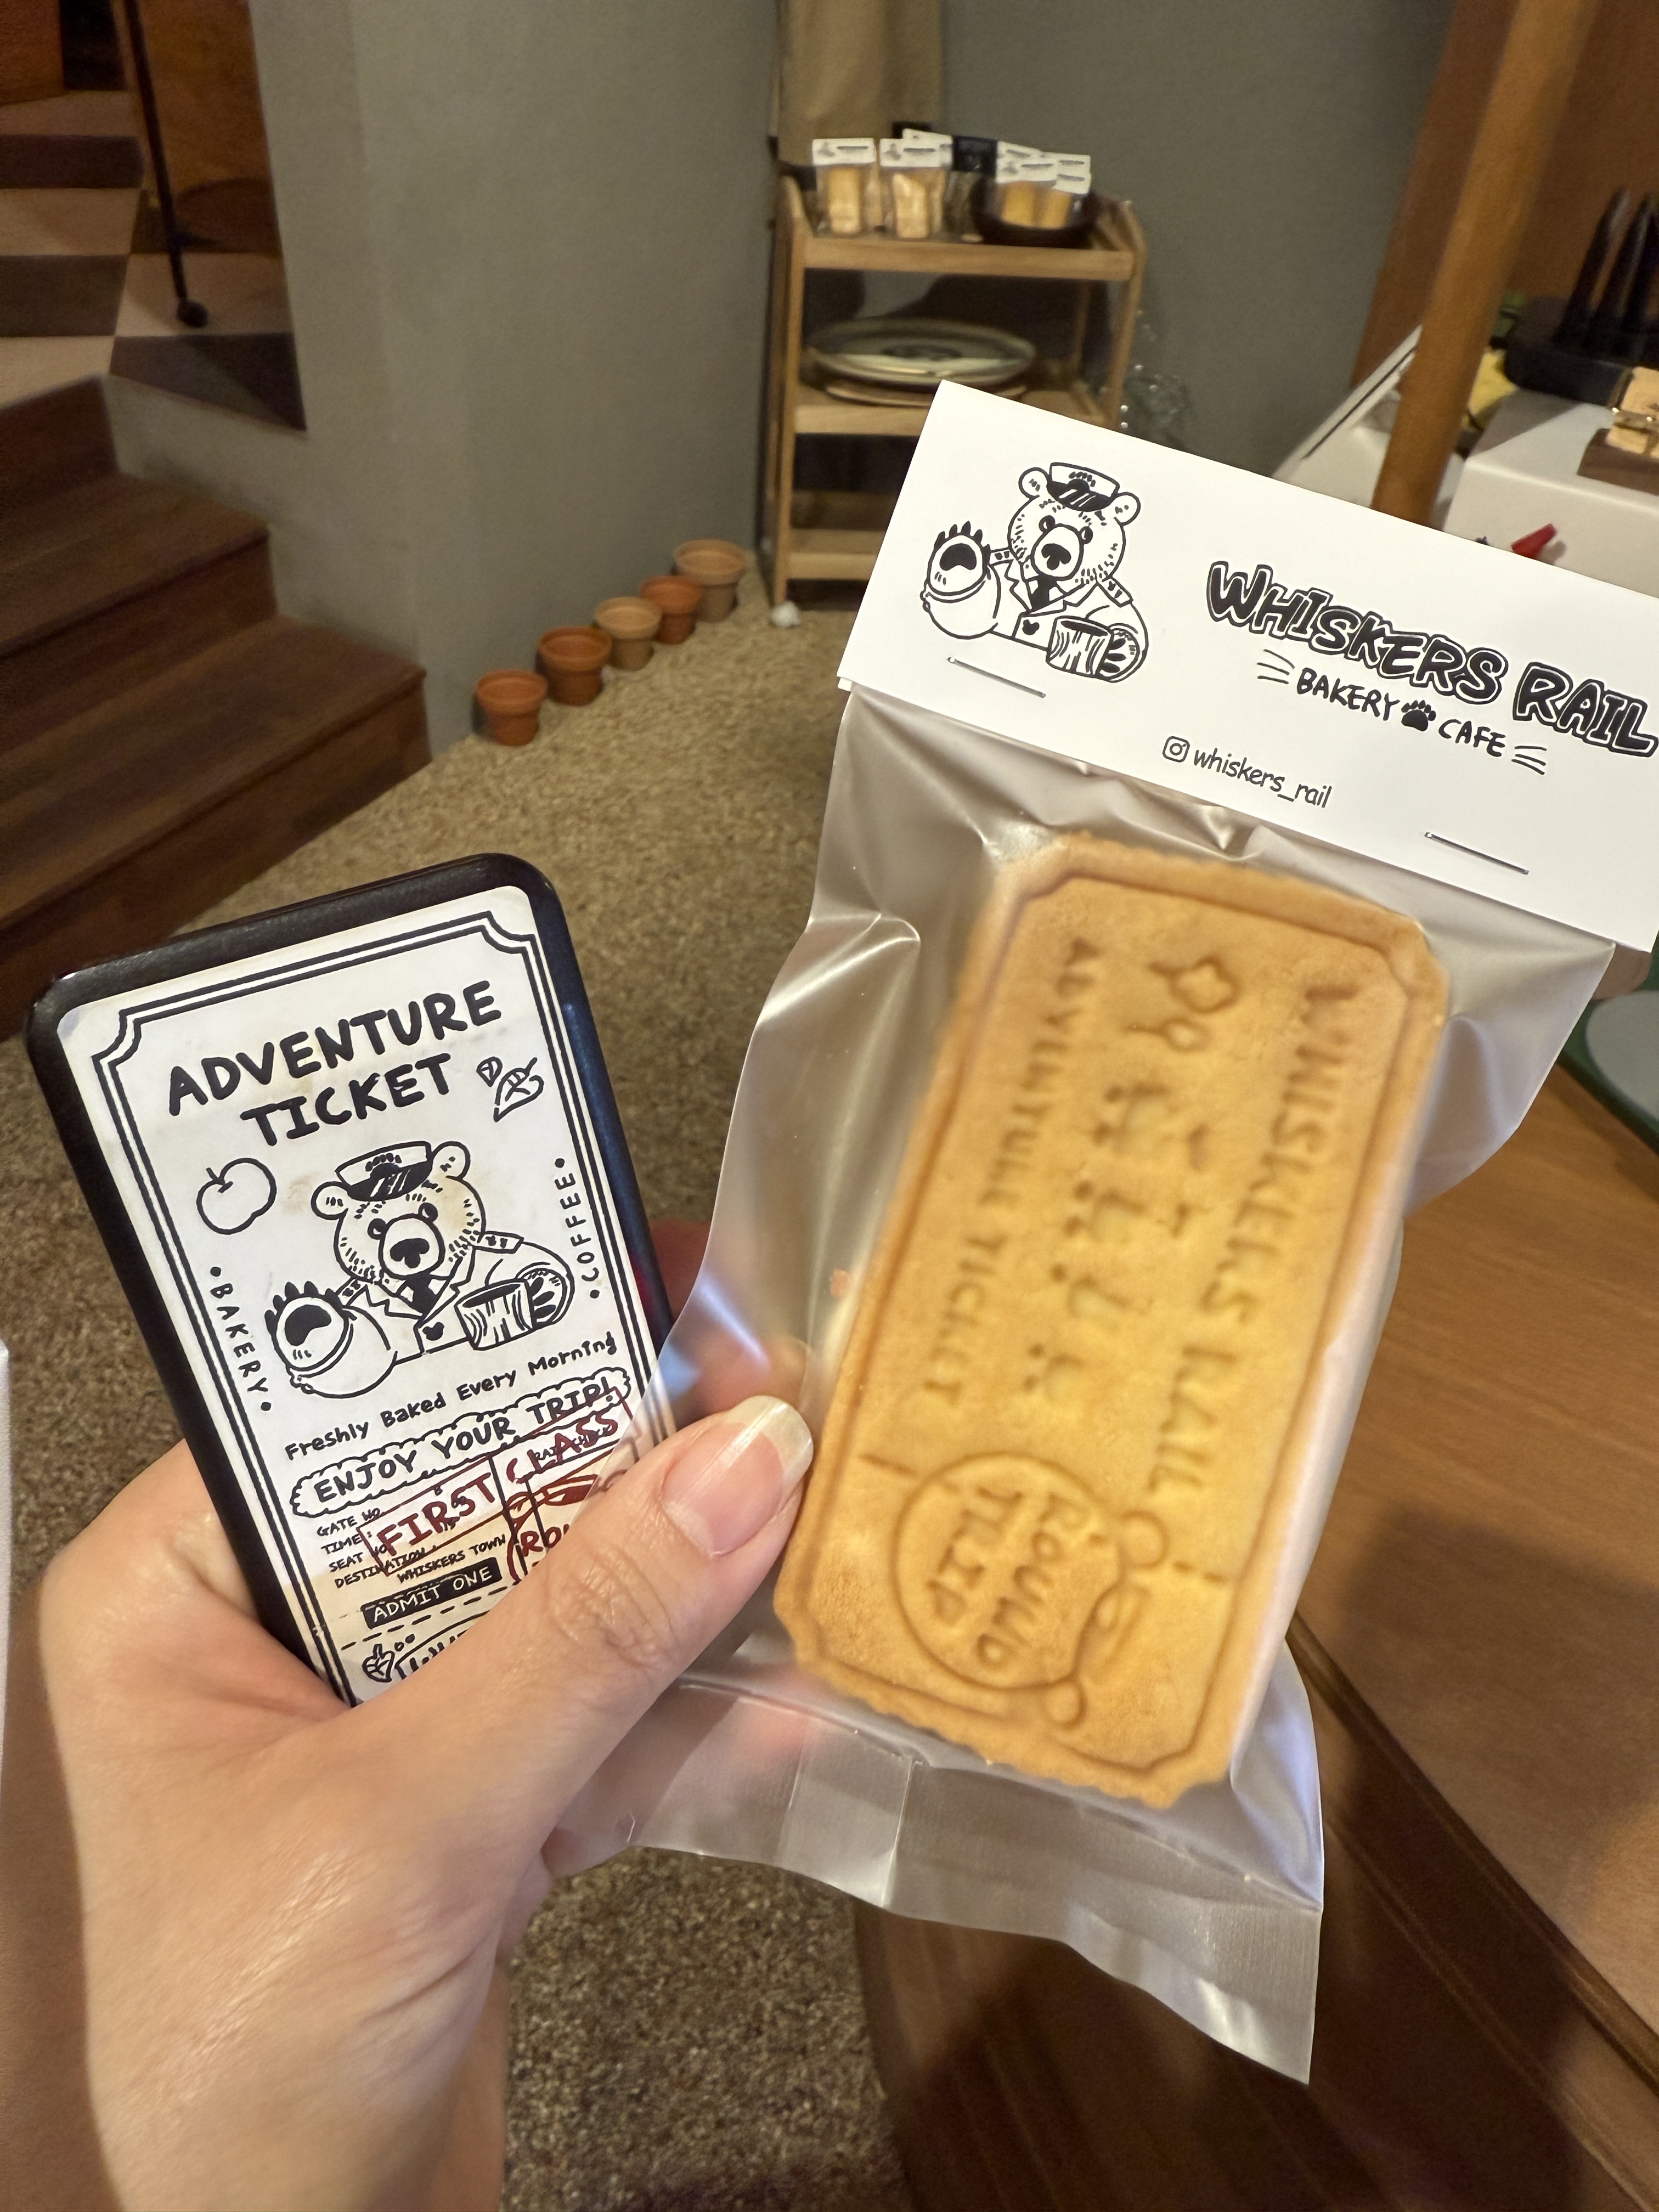 WHISKERS RAIL
BAKERY CAFE
whiskers_rail
ADVENTURE
TICKET
BAKERY
COFFEE
Freshly Baked Every Morning
ENJOY YOUR TRIP!
FIRST CLASS
GATE NO
TIME:
SEAT NO
DESTINATION
WHISKERS TOWN
ADMIT ONE
WHISKERS RAIL
ADVENTURE TICKET
ROUND
TRIP